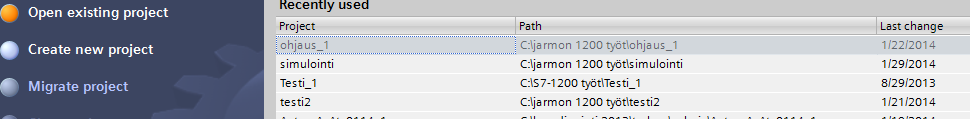 Open existing project
Create new project
Migrate project
Recently used
Project Path Last change
ohjaus_1 C:\jarmon 1200 työt\ohjaus_1 1/22/2014
simulointi C:\jarmon 1200 työt\simulointi 1/29/2014
Testi_1 C:\S7-1200 työt\Testi_1 8/29/2013
testi2 C:\jarmon 1200 työt\testi2 1/21/2014